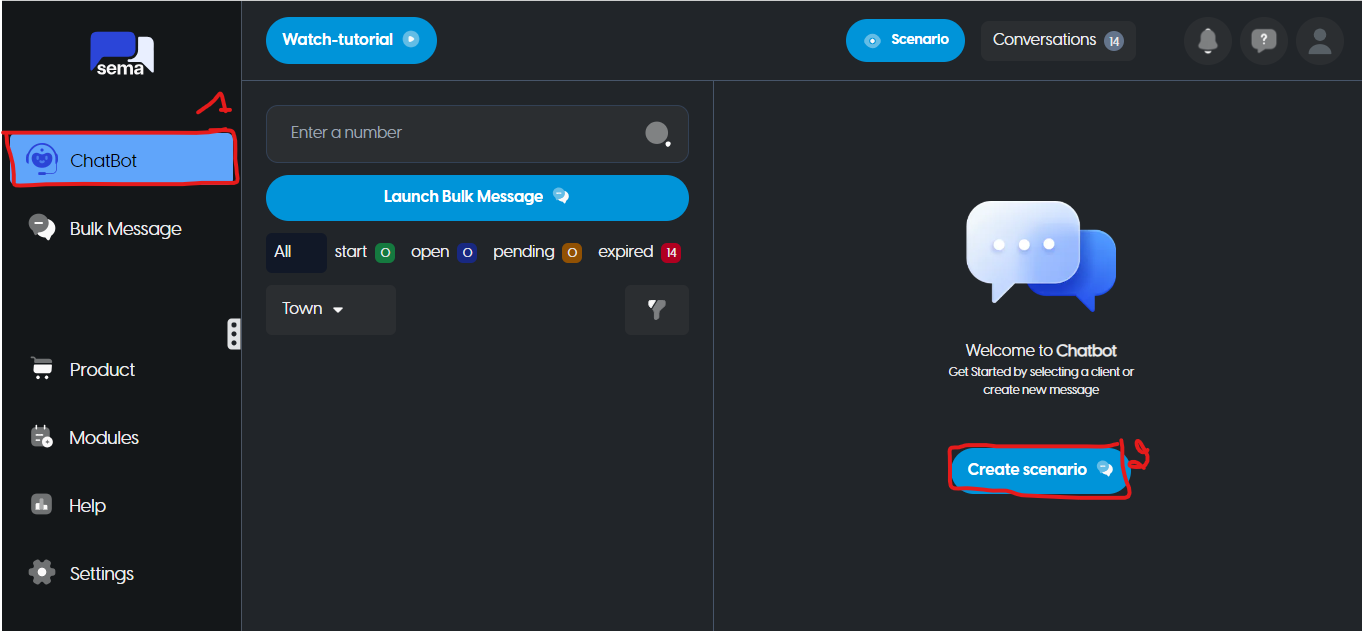 sema
Watch-tutorial
Scenario
Conversations 14
?
1
ChatBot
Bulk Message
Product
Modules
Help
Settings
Enter a number
Launch Bulk Message
All start 0 open 0 pending 0 expired 14
Town
Welcome to Chatbot
Get Started by selecting a client or
create new message
Create scenario
2